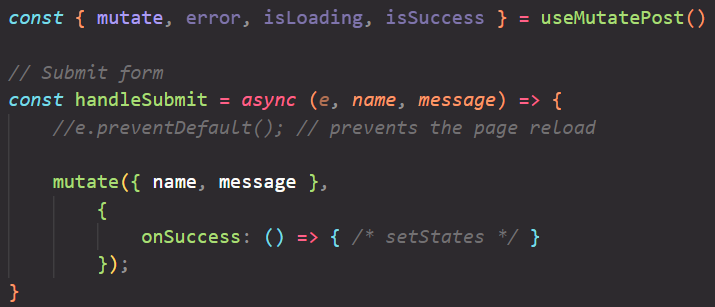 const { mutate, error, isLoading, isSuccess } = useMutatePost()
// Submit form
const handleSubmit = async (e, name, message) => {
//e.preventDefault(); // prevents the page reload
mutate({ name, message },
{
onSuccess: () => { /* setStates */ }
});
}